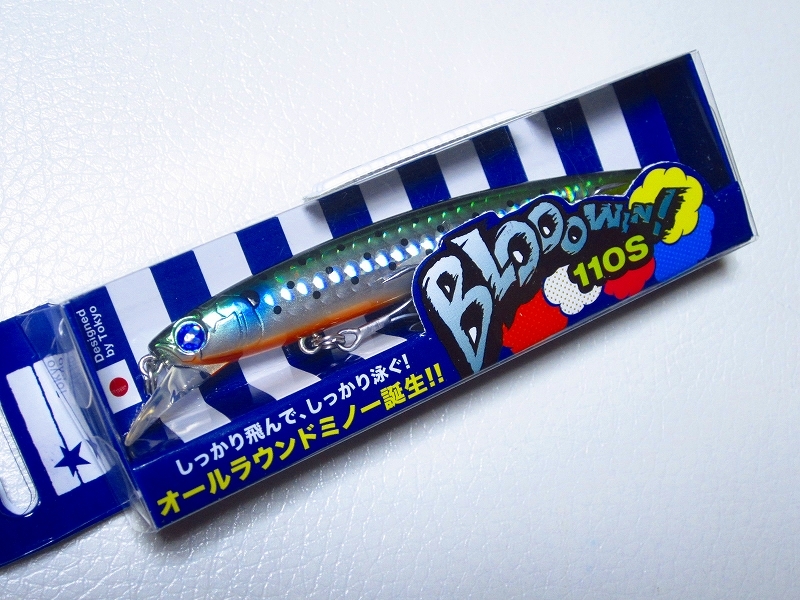 BLOOOWIN!
110S
Designed
by Tokyo
しっかり飛んで、しっかり泳ぐ!
オールラウンドミノー誕生!!